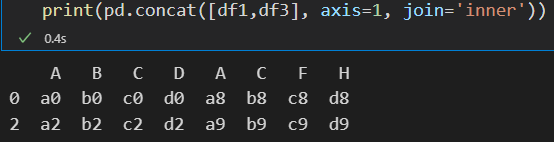 print(pd.concat([df1,df3], axis=1, join='inner'))
0.4s
A B C D A C F H
0 a0 b0 c0 d0 a8 b8 c8 d8
2 a2 b2 c2 d2 a9 b9 c9 d9